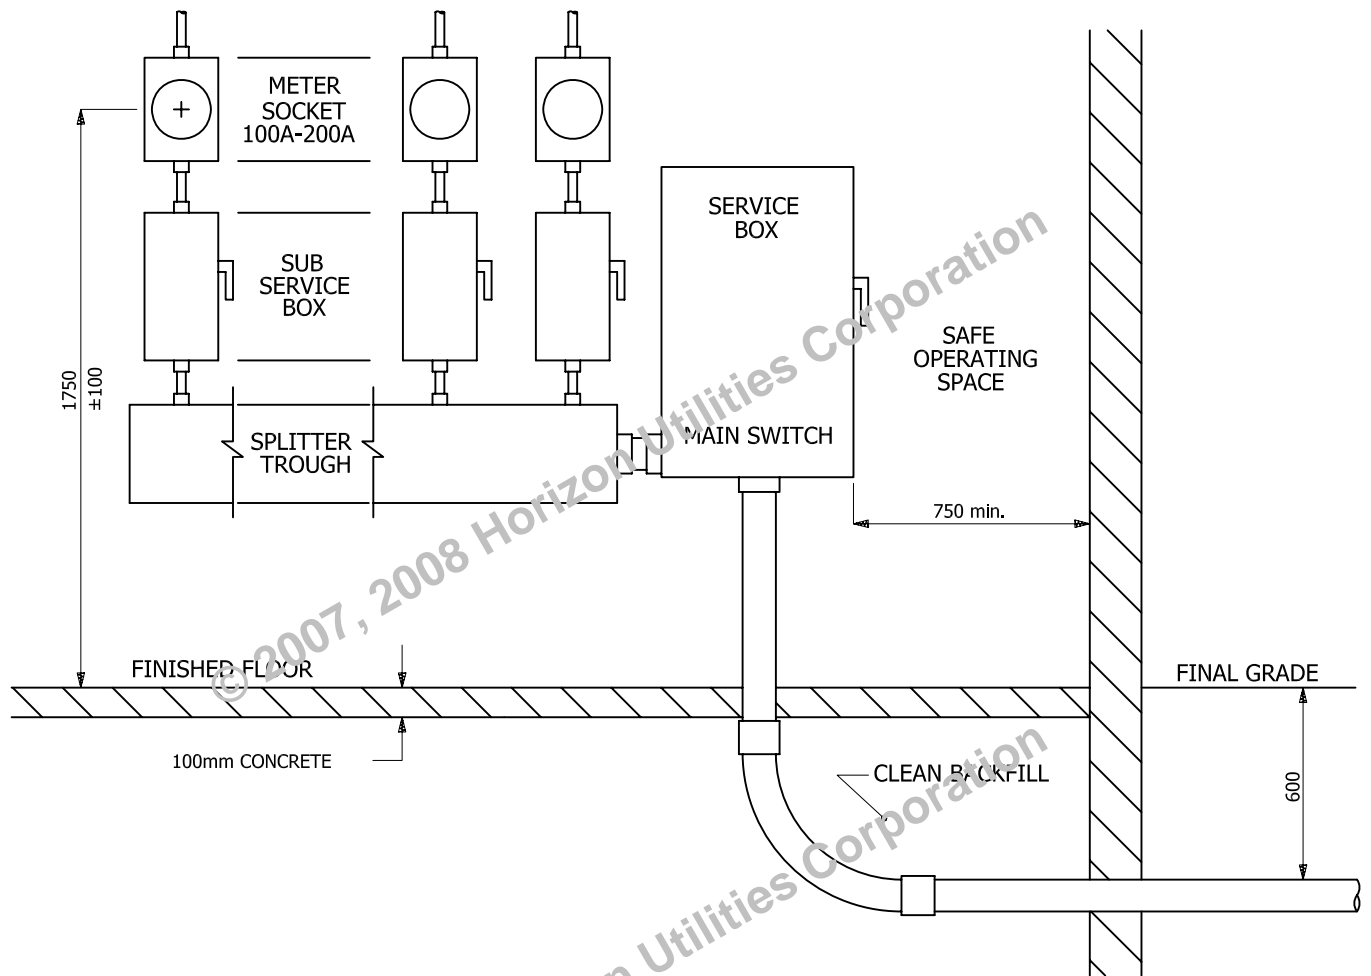 METER
SOCKET
100A-200A
SERVICE
BOX
SUB
SERVICE
BOX
SAFE
OPERATING
SPACE
1750
±100
SPLITTER
TROUGH
MAIN SWITCH
750 min.
FINISHED FLOOR
FINAL GRADE
100mm CONCRETE
CLEAN BACKFILL
600
© 2007, 2008 Horizon Utilities Corporation
Utilities Corporation